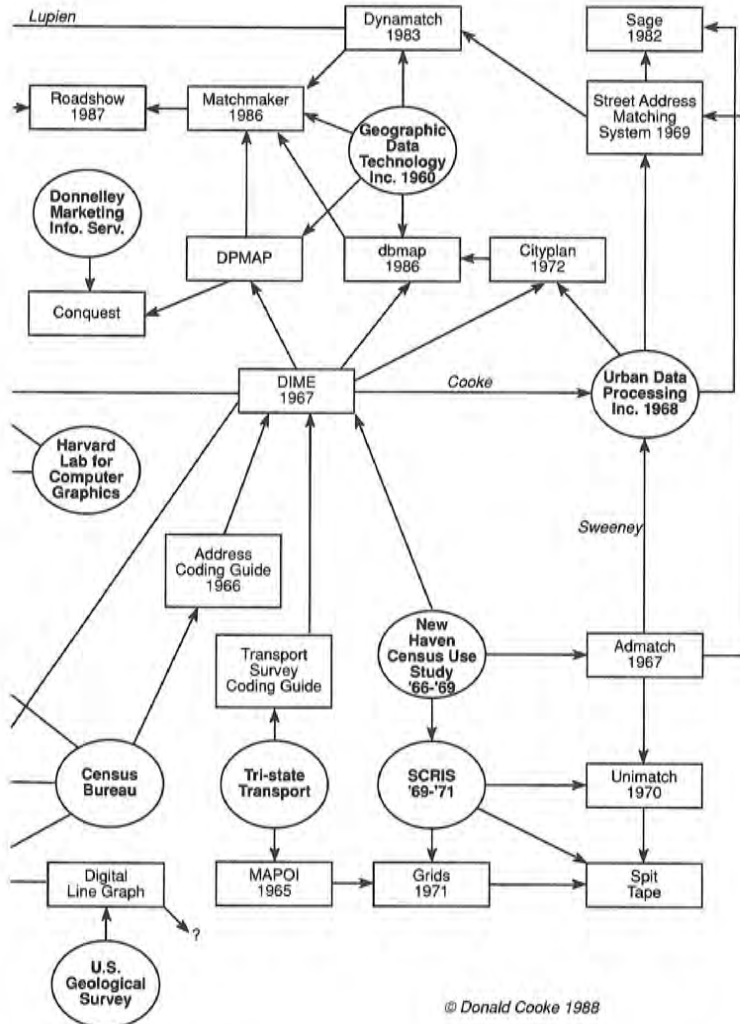 Lupien
Dynamatch
1983
Sage
1982
Roadshow
1987
Matchmaker
1986
Geographic
Data
Technology
Inc. 1960
Street Address
Matching
System 1969
Donnelley
Marketing
Info. Serv.
DPMAP
dbmap
1986
Cityplan
1972
Conquest
DIME
1967
Cooke
Urban Data
Processing
Inc. 1968
Harvard
Lab for
Computer
Graphics
Sweeney
Address
Coding Guide
1966
Transport
Survey
Coding Guide
New
Haven
Census Use
Study
'66-'69
Admatch
1967
Census
Bureau
Tri-state
Transport
SCRIS
'69-'71
Unimatch
1970
Digital
Line Graph
MAPOI
1965
Grids
1971
Spit
Tape
?
U.S.
Geological
Survey
© Donald Cooke 1988